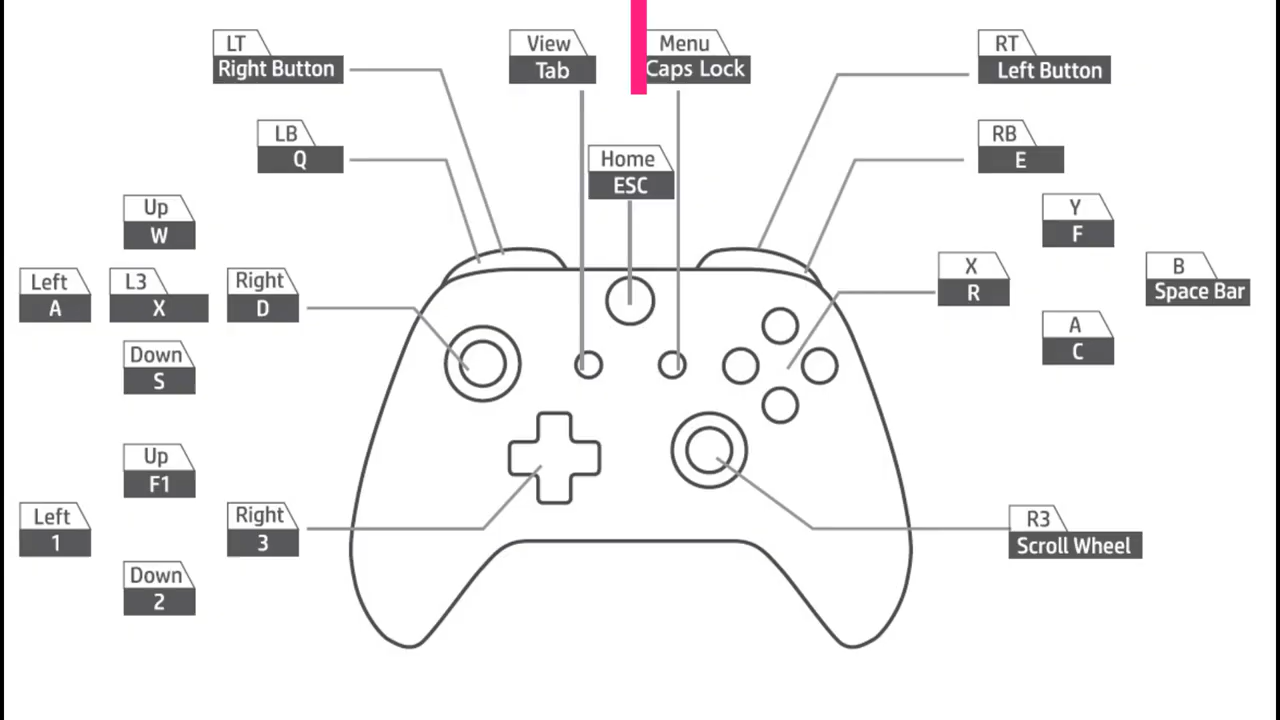 LT
Right Button
View
Tab
Menu
Caps Lock
RT
Left Button
LB
Q
Home
ESC
RB
E
Up
W
Y
F
Left
A
L3
X
Right
D
X
R
B
Space Bar
Down
S
A
C
Up
F1
Left
1
Right
3
R3
Scroll Wheel
Down
2